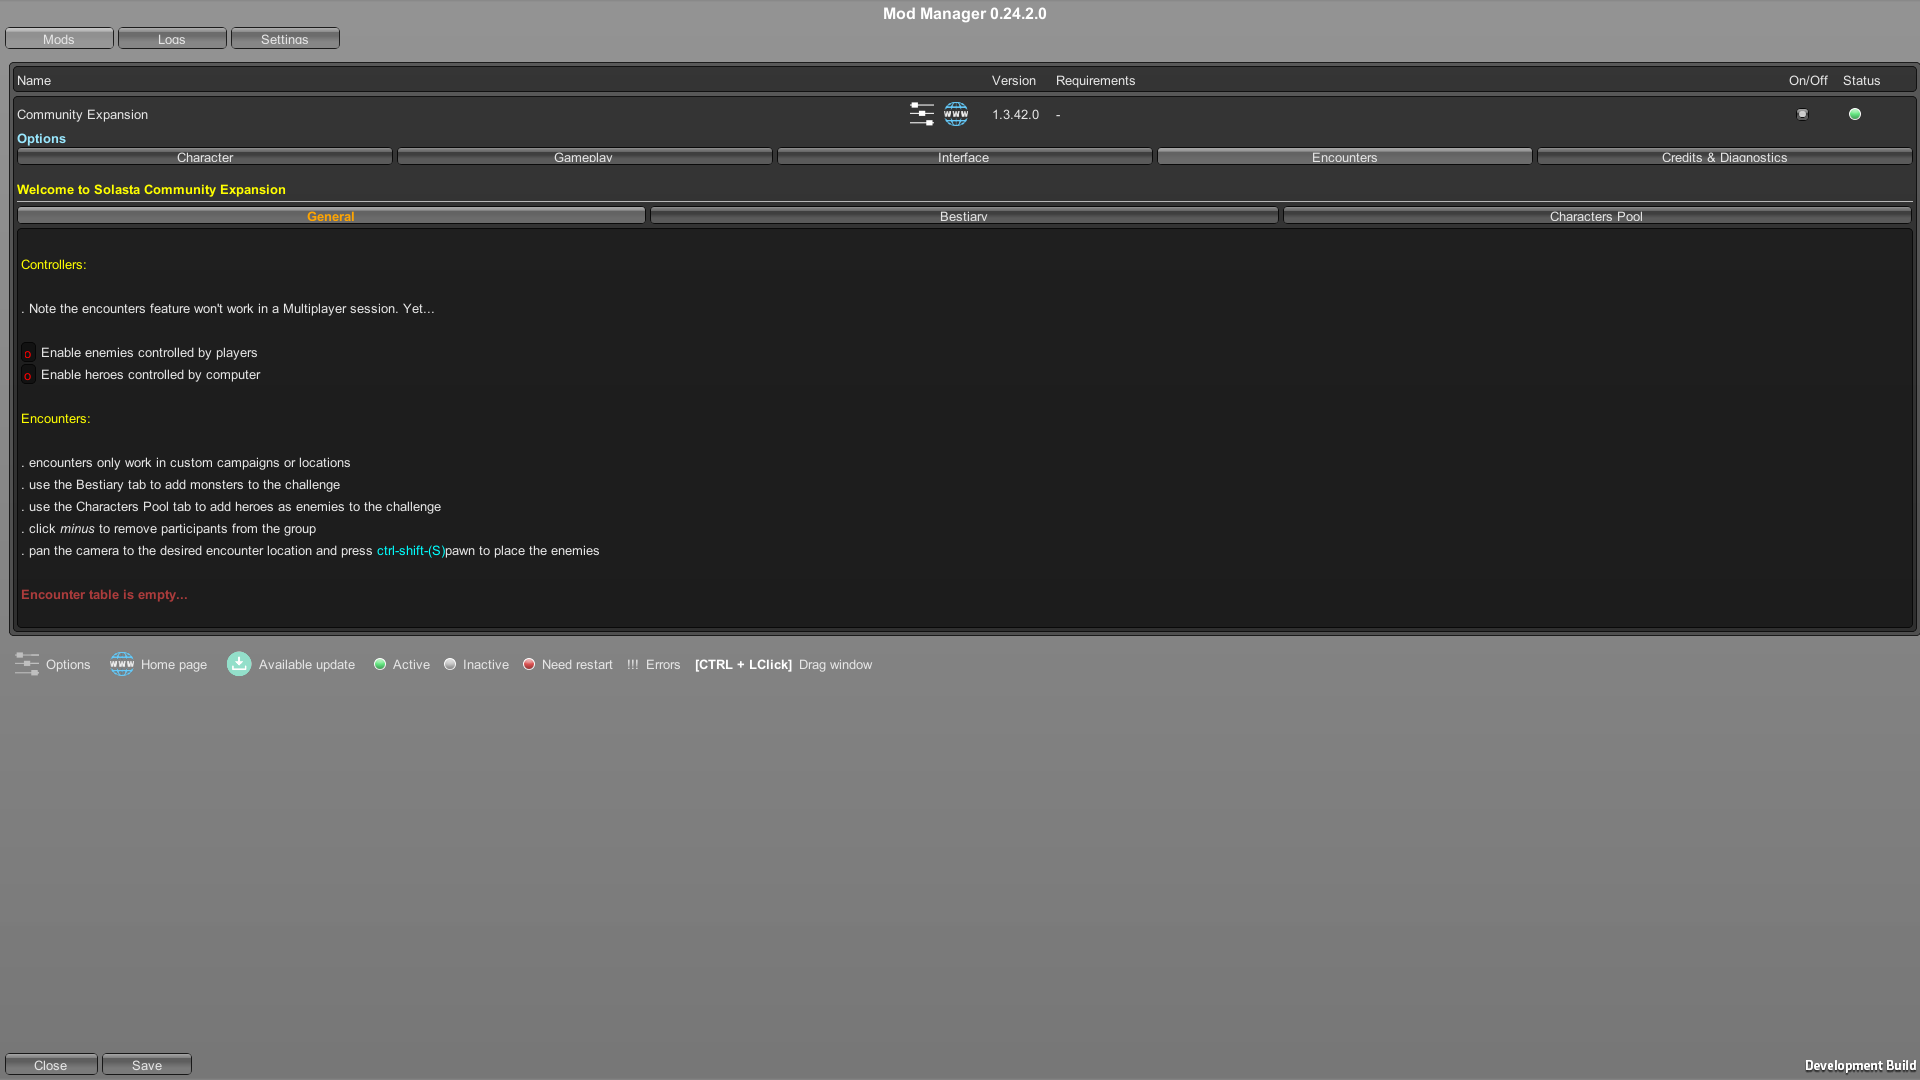 Mod Manager 0.24.2.0
Mods Logs Settings
Name Version Requirements On/Off Status
Community Expansion www 1.3.42.0 -
Options
Character Gameplay Interface Encounters Credits & Diagnostics
Welcome to Solasta Community Expansion
General Bestiary Characters Pool
Controllers:
. Note the encounters feature won't work in a Multiplayer session. Yet...
o Enable enemies controlled by players
o Enable heroes controlled by computer
Encounters:
. encounters only work in custom campaigns or locations
. use the Bestiary tab to add monsters to the challenge
. use the Characters Pool tab to add heroes as enemies to the challenge
. click minus to remove participants from the group
. pan the camera to the desired encounter location and press ctrl-shift-(S)pawn to place the enemies
Encounter table is empty...
Options www Home page Available update Active Inactive Need restart !!! Errors [CTRL + LClick] Drag window
Close Save Development Build